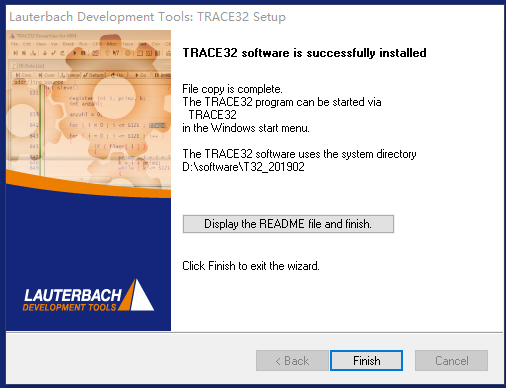 Lauterbach Development Tools: TRACE32 Setup
TRACE32 software is successfully installed
File copy is complete.
The TRACE32 program can be started via
TRACE32
in the Windows start menu.
The TRACE32 software uses the system directory
D:\software\T32_201902
Display the README file and finish.
Click Finish to exit the wizard.
LAUTERBACH
DEVELOPMENT TOOLS
< Back
Finish
Cancel